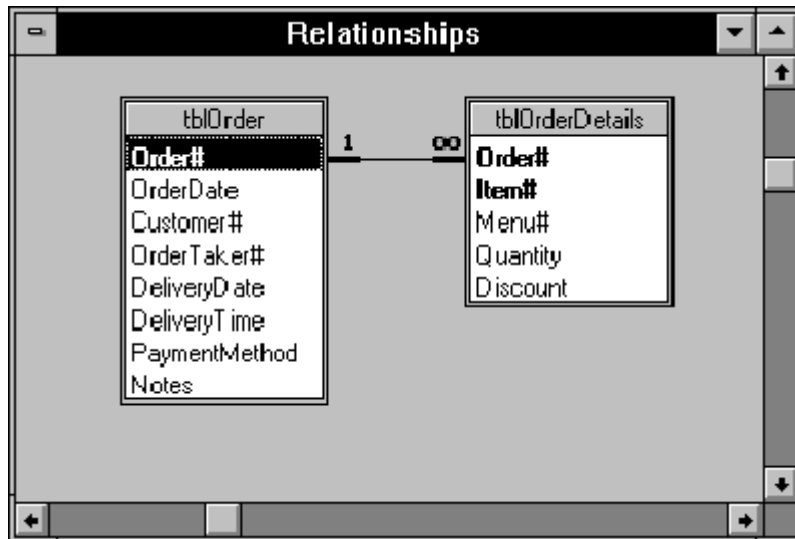 Relationships
tblOrder
Order#
OrderDate
Customer#
OrderTaker#
DeliveryDate
DeliveryTime
PaymentMethod
Notes
1 ∞
tblOrderDetails
Order#
Item#
Menu#
Quantity
Discount